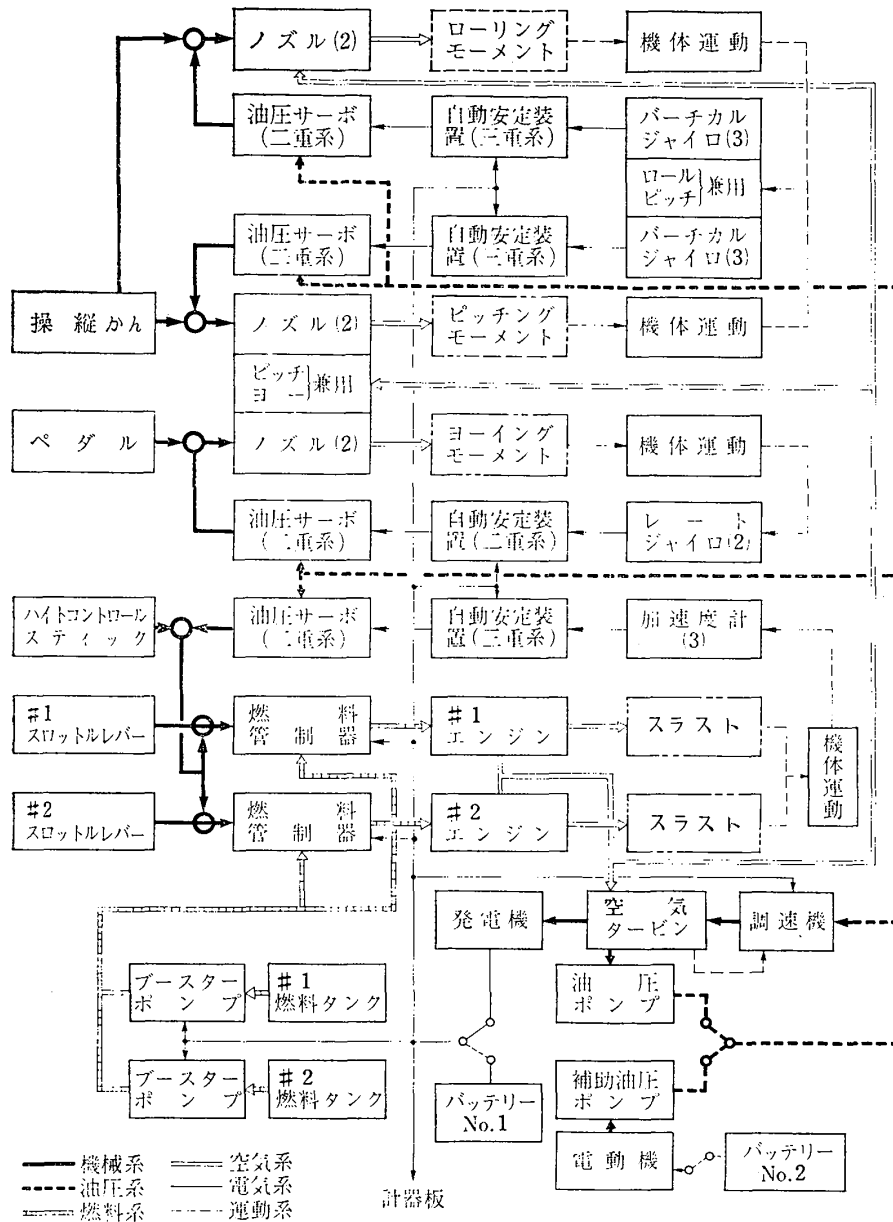 ノズル(2)
ローリング
モーメント
機体運動
油圧サーボ
(二重系)
自動安定装
置(三重系)
バーチカル
ジャイロ(3)
ロール
ピッチ
兼用
油圧サーボ
(二重系)
自動安定装
置(三重系)
バーチカル
ジャイロ(3)
操縦かん
ノズル(2)
ピッチング
モーメント
機体運動
ピッチ
ヨー
兼用
ペダル
ノズル(2)
ヨーイング
モーメント
機体運動
油圧サーボ
(二重系)
自動安定装
置(二重系)
レート
ジャイロ(2)
ハイトコントロール
スティック
油圧サーボ
(二重系)
自動安定装
置(三重系)
加速度計
(3)
#1
スロットルレバー
燃料
管制器
#1
エンジン
スラスト
機体運動
#2
スロットルレバー
燃料
管制器
#2
エンジン
スラスト
発電機
空気
タービン
調速機
ブースター
ポンプ
#1
燃料タンク
油圧
ポンプ
ブースター
ポンプ
#2
燃料タンク
バッテリー
No.1
補助油圧
ポンプ
電動機
バッテリー
No.2
機械系
空気系
油圧系
電気系
燃料系
運動系
計器板